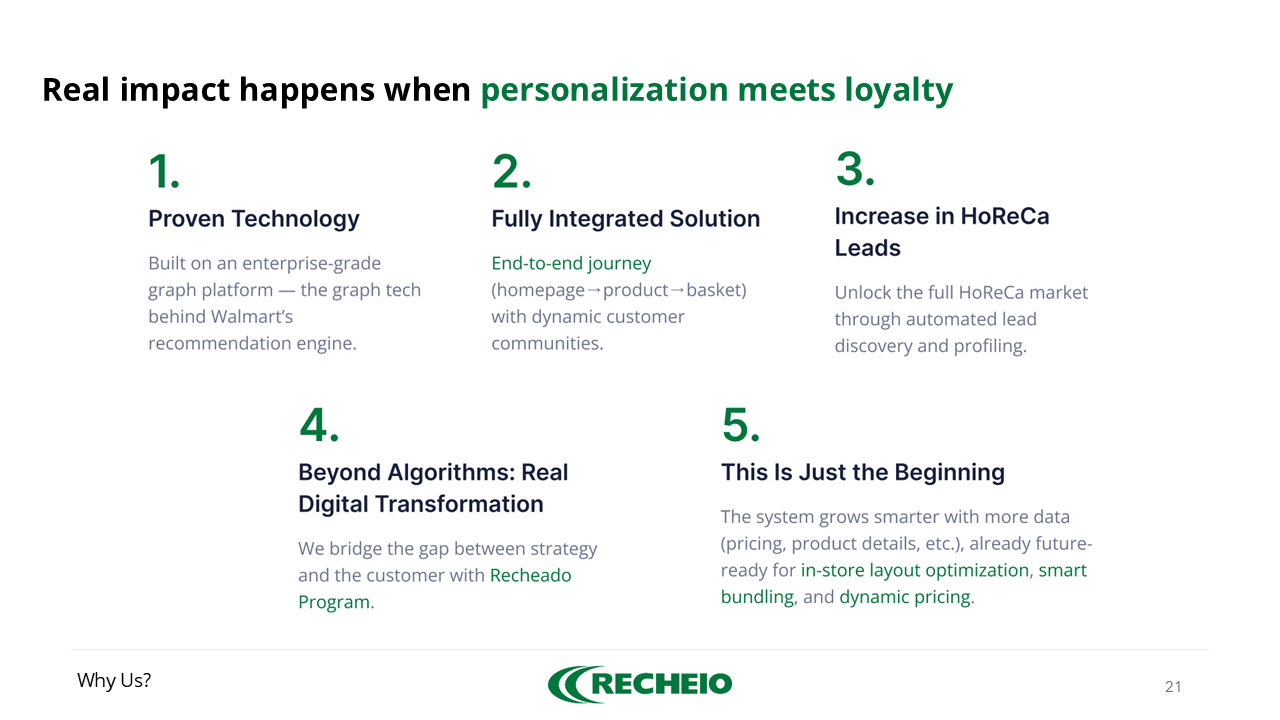 Real impact happens when personalization meets loyalty
1.
Proven Technology
Built on an enterprise-grade
graph platform — the graph tech
behind Walmart’s
recommendation engine.
2.
Fully Integrated Solution
End-to-end journey
(homepage→product→basket)
with dynamic customer
communities.
3.
Increase in HoReCa
Leads
Unlock the full HoReCa market
through automated lead
discovery and profiling.
4.
Beyond Algorithms: Real
Digital Transformation
We bridge the gap between strategy
and the customer with Recheado
Program.
5.
This Is Just the Beginning
The system grows smarter with more data
(pricing, product details, etc.), already future-
ready for in-store layout optimization, smart
bundling, and dynamic pricing.
Why Us?
RECHEIO
21